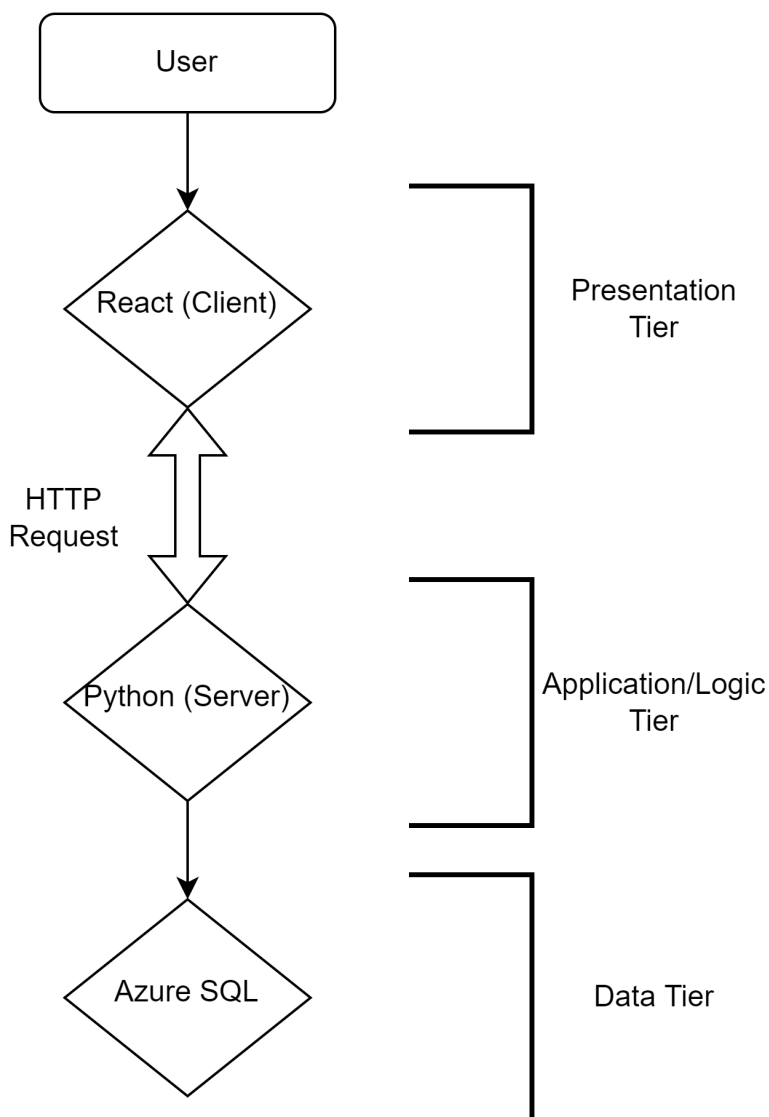 User
React (Client)
Presentation
Tier
HTTP
Request
Python (Server)
Application/Logic
Tier
Azure SQL
Data Tier